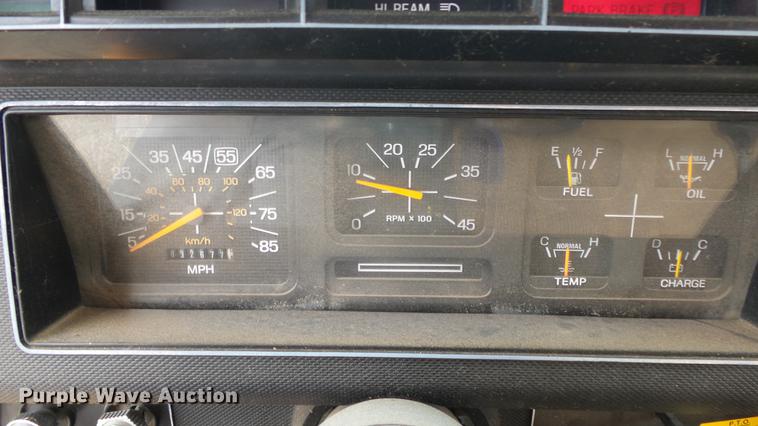 HI BEAM
PARK BRAKE
5 15 25 35 45 55 65 75 85
20 40 60 80 100 120
km/h
MPH
0 10 20 25 35 45
RPM X 100
E 1/2 F
FUEL
L NORMAL H
OIL
C NORMAL H
TEMP
D C
CHARGE
Purple Wave Auction
P.T.O